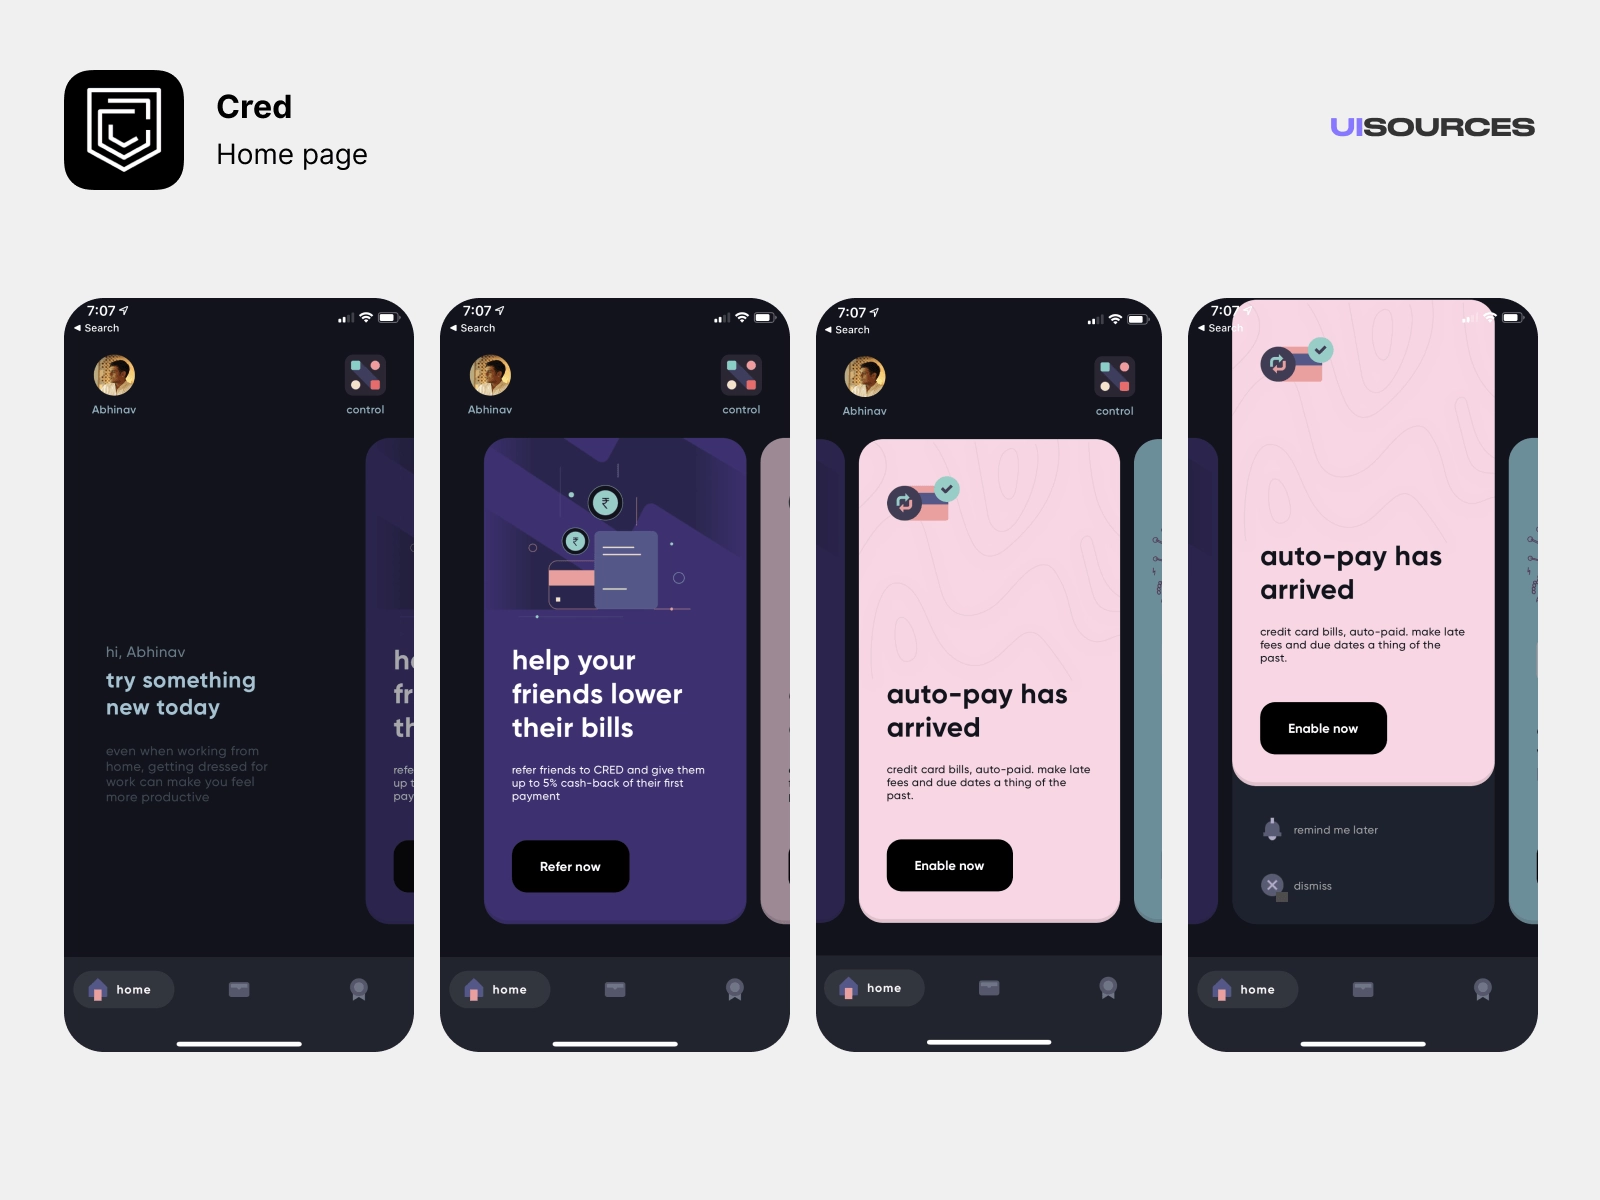 Cred
Home page
UISOURCES
7:07
Search
Abhinav
control
hi, Abhinav
try something
new today
even when working from
home, getting dressed for
work can make you feel
more productive
refe
up t
pay
home
7:07
Search
Abhinav
control
₹
₹
help your
friends lower
their bills
refer friends to CRED and give them
up to 5% cash-back of their first
payment
Refer now
home
7:07
Search
Abhinav
control
auto-pay has
arrived
credit card bills, auto-paid. make late
fees and due dates a thing of the
past.
Enable now
home
7:07
Search
auto-pay has
arrived
credit card bills, auto-paid. make late
fees and due dates a thing of the
past.
Enable now
remind me later
dismiss
home